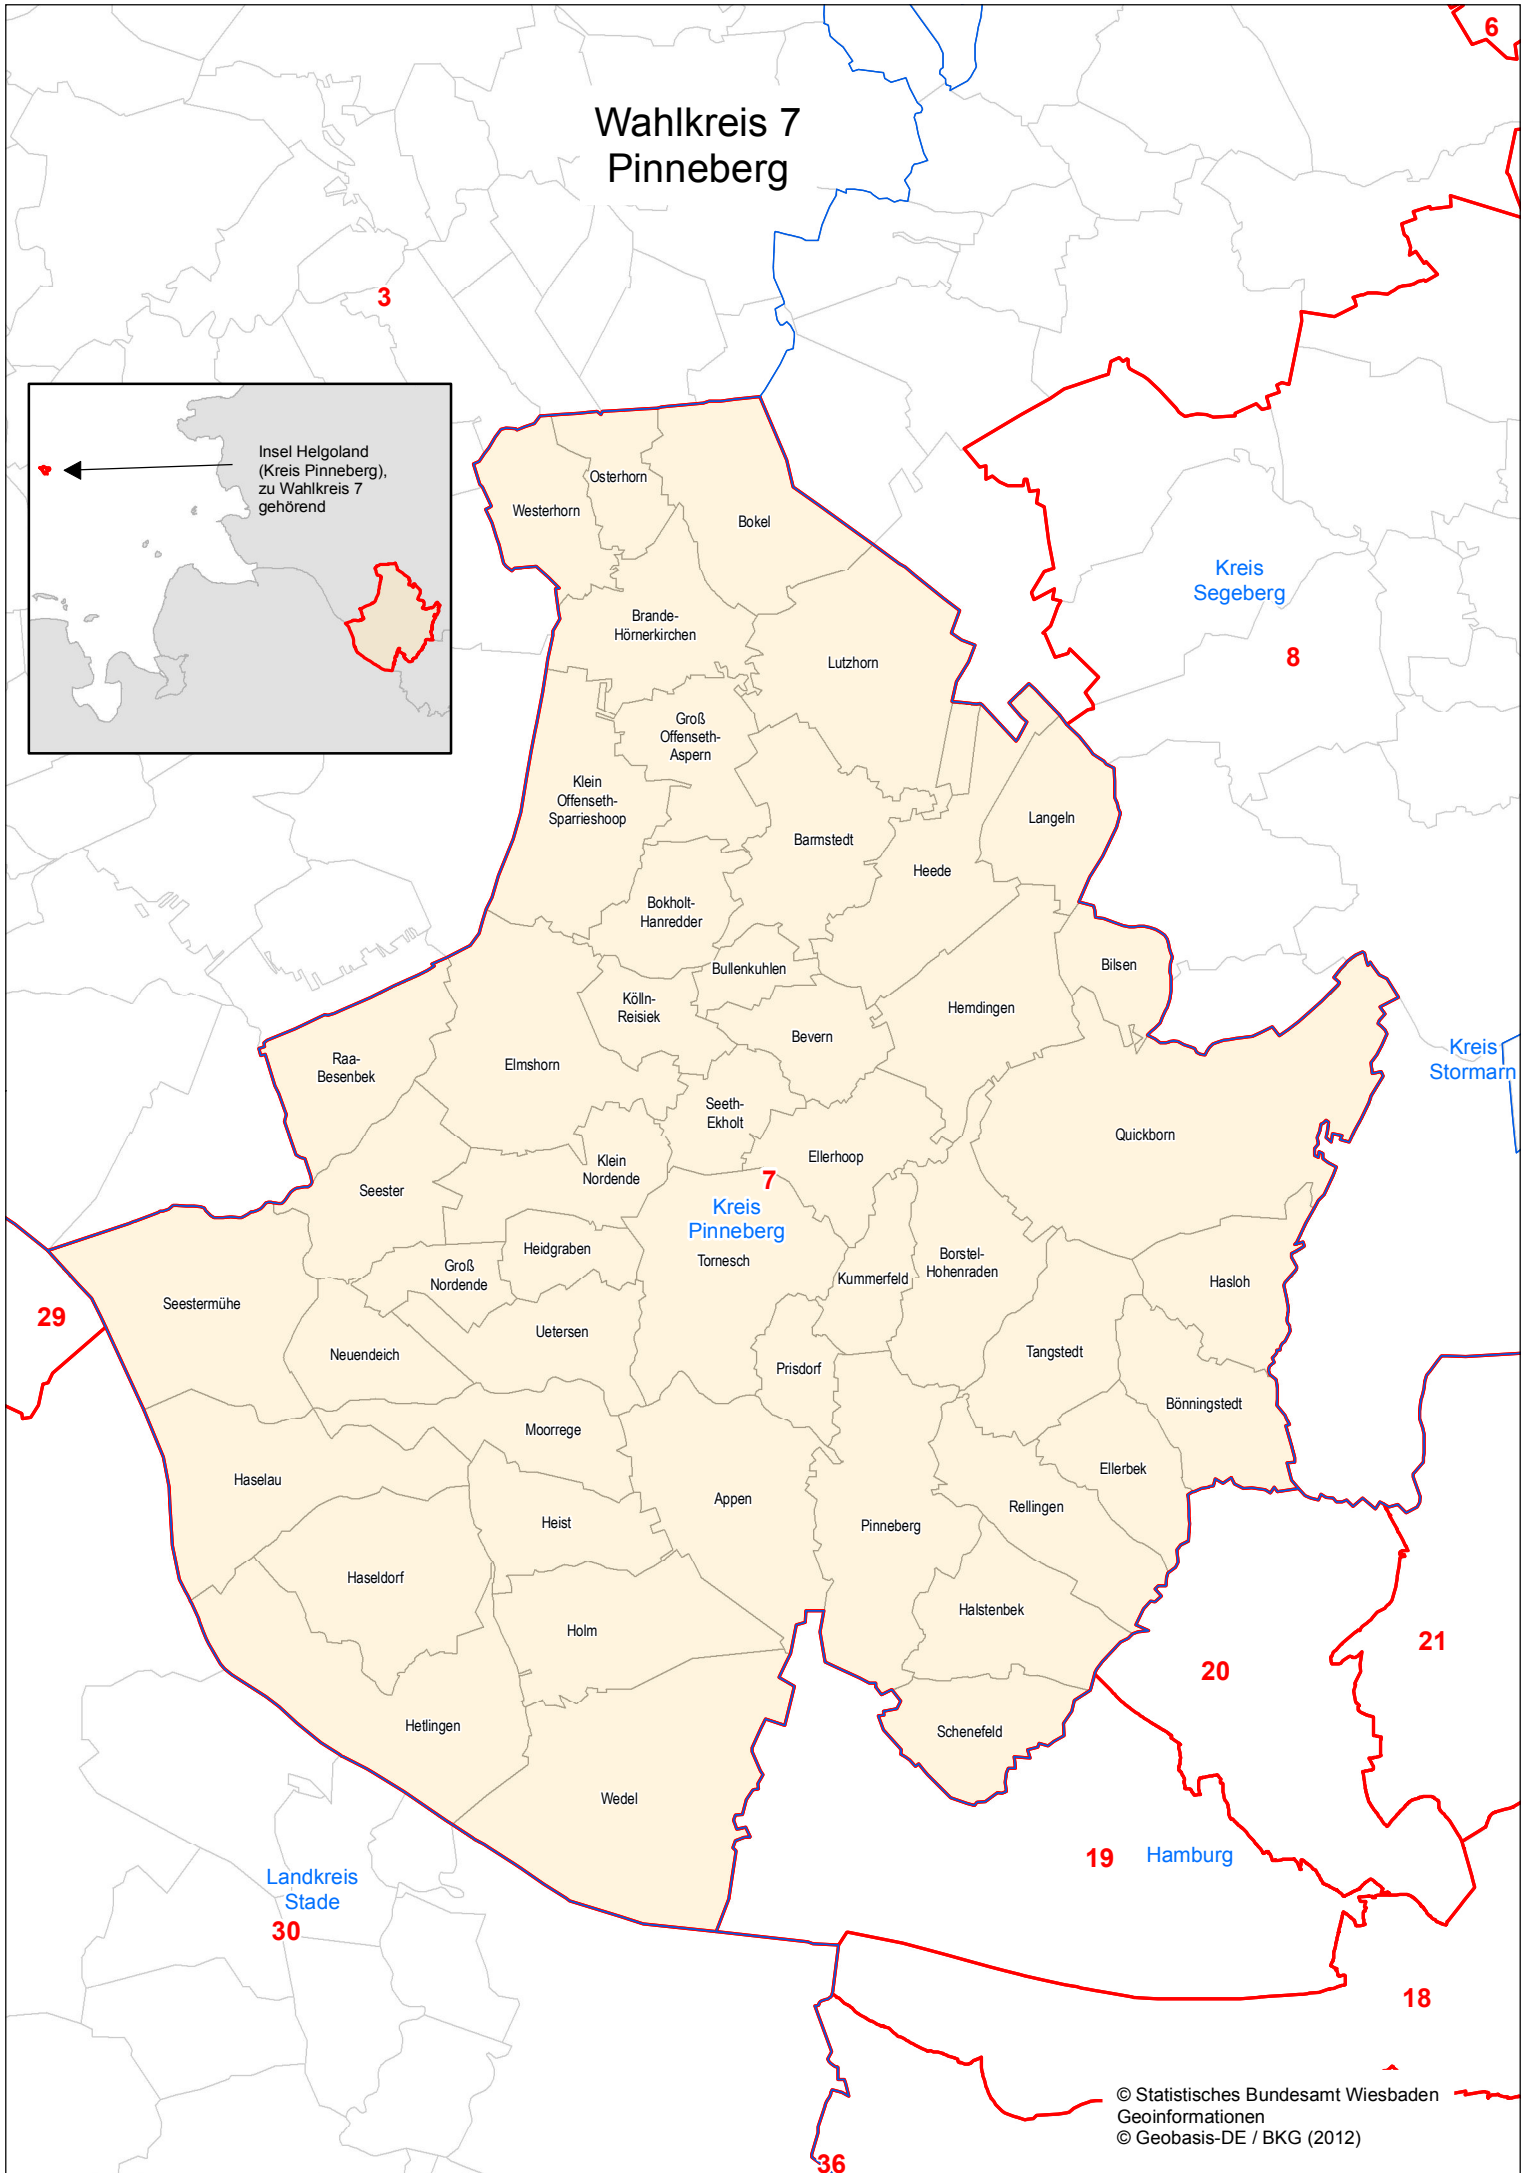 6
Wahlkreis 7
Pinneberg
3
Insel Helgoland
(Kreis Pinneberg),
zu Wahlkreis 7
gehörend
Osterhorn
Westerhorn
Bokel
Kreis
Segeberg
8
Brande-
Hörnerkirchen
Lutzhorn
Groß
Offenseth-
Aspern
Klein
Offenseth-
Sparrieshoop
Langeln
Barmstedt
Heede
Bokholt-
Hanredder
Bullenkuhlen
Bilsen
Kölln-
Reisiek
Hemdingen
Bevern
Raa-
Besenbek
Elmshorn
Kreis
Stormarn
Seeth-
Ekholt
Quickborn
Ellerhoop
Klein
Nordende
7
Seester
Kreis
Pinneberg
Tornesch
Heidgraben
Borstel-
Hohenraden
Groß
Nordende
Kummerfeld
Hasloh
Seestermühe
29
Uetersen
Neuendeich
Prisdorf
Tangstedt
Bönningstedt
Moorrege
Haselau
Ellerbek
Appen
Rellingen
Heist
Pinneberg
Haseldorf
Halstenbek
Holm
21
20
Hetlingen
Schenefeld
Wedel
19
Hamburg
Landkreis
Stade
30
18
© Statistisches Bundesamt Wiesbaden
Geoinformationen
© Geobasis-DE / BKG (2012)
36